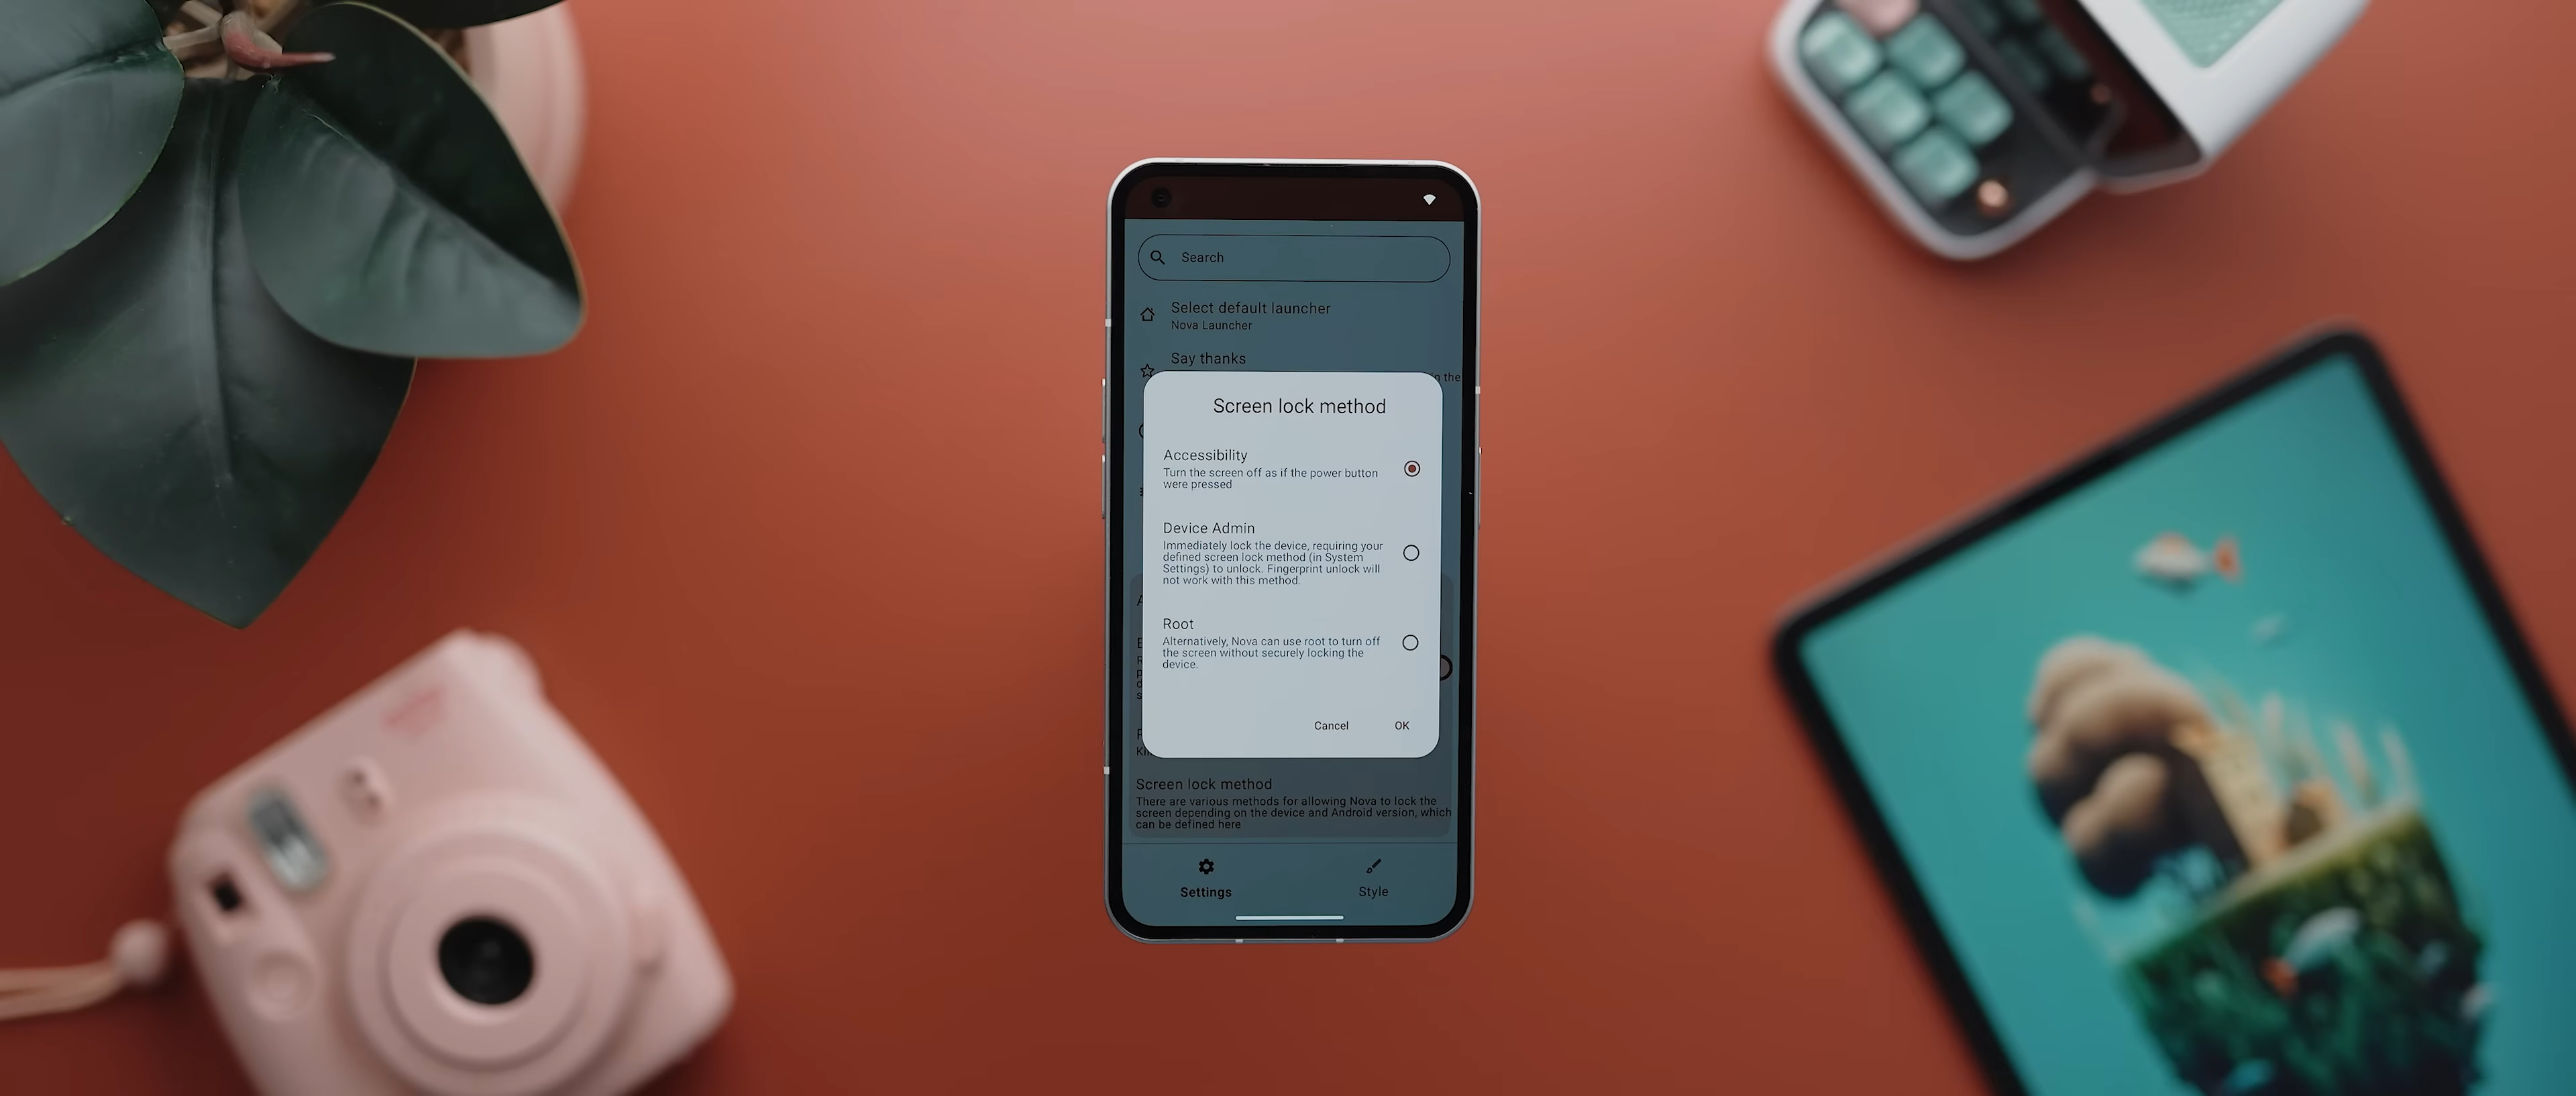 Search
Select default launcher
Nova Launcher
Say thanks
in the
Screen lock method
Accessibility
Turn the screen off as if the power button
were pressed
Device Admin
Immediately lock the device, requiring your
defined screen lock method (in System
Settings) to unlock. Fingerprint unlock will
not work with this method.
Root
Alternatively, Nova can use root to turn off
the screen without securely locking the
device.
Cancel OK
Screen lock method
There are various methods for allowing Nova to lock the
screen depending on the device and Android version, which
can be defined here
Settings Style